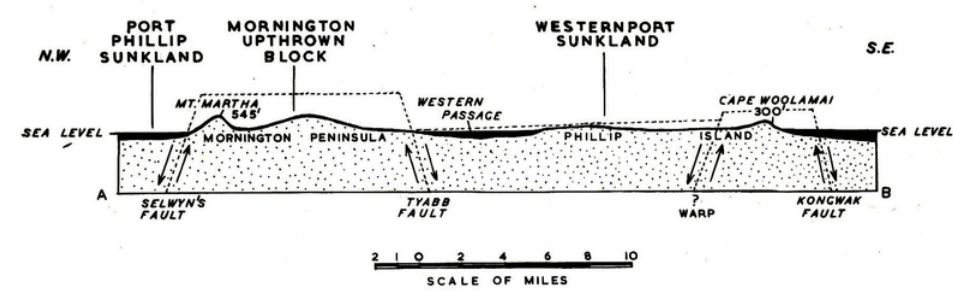 PORT
PHILLIP
SUNKLAND
MORNINGTON
UPTHROWN
BLOCK
WESTERNPORT
SUNKLAND
N.W.
S.E.
MT. MARTHA
545'
WESTERN
PASSAGE
CAPE WOOLAMAI
300'
SEA LEVEL
MORNINGTON
PENINSULA
PHILLIP
ISLAND
SEA LEVEL
A
SELWYN'S
FAULT
TYABB
FAULT
?
WARP
KONGWAK
FAULT
B
2 1 0 2 4 6 8 10
SCALE OF MILES